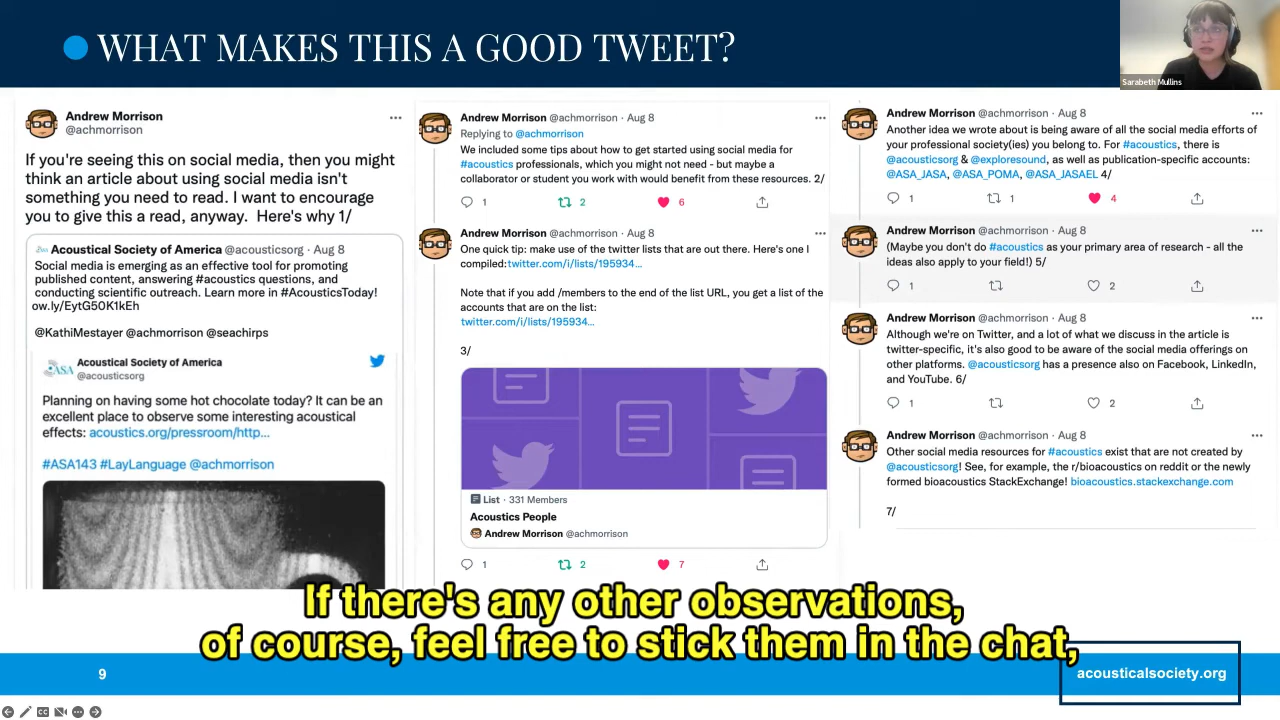 WHAT MAKES THIS A GOOD TWEET?
Sarabeth Mullins
Andrew Morrison
@achmorrison
If you're seeing this on social media, then you might
think an article about using social media isn't
something you need to read. I want to encourage
you to give this a read, anyway.  Here's why 1/
Acoustical Society of America @acousticsorg · Aug 8
Social media is emerging as an effective tool for promoting
published content, answering #acoustics questions, and
conducting scientific outreach. Learn more in #AcousticsToday!
ow.ly/EytG50K1kEh
@KathiMestayer @achmorrison @seachirps
ASA
Acoustical Society of America
@acousticsorg
Planning on having some hot chocolate today? It can be an
excellent place to observe some interesting acoustical
effects: acoustics.org/pressroom/http...
#ASA143 #LayLanguage @achmorrison
Andrew Morrison @achmorrison · Aug 8
Replying to @achmorrison
We included some tips about how to get started using social media for
#acoustics professionals, which you might not need - but maybe a
collaborator or student you work with would benefit from these resources. 2/
1 2 6
Andrew Morrison @achmorrison · Aug 8
One quick tip: make use of the twitter lists that are out there. Here's one I
compiled:twitter.com/i/lists/195934...
Note that if you add /members to the end of the list URL, you get a list of the
accounts that are on the list:
twitter.com/i/lists/195934...
3/
List · 331 Members
Acoustics People
Andrew Morrison @achmorrison
1 2 7
Andrew Morrison @achmorrison · Aug 8
Another idea we wrote about is being aware of all the social media efforts of
your professional society(ies) you belong to. For #acoustics, there is
@acousticsorg & @exploresound, as well as publication-specific accounts:
@ASA_JASA, @ASA_POMA, @ASA_JASAEL 4/
1 1 4
Andrew Morrison @achmorrison · Aug 8
(Maybe you don't do #acoustics as your primary area of research - all the
ideas also apply to your field!) 5/
1 2
Andrew Morrison @achmorrison · Aug 8
Although we're on Twitter, and a lot of what we discuss in the article is
twitter-specific, it's also good to be aware of the social media offerings on
other platforms. @acousticsorg has a presence also on Facebook, LinkedIn,
and YouTube. 6/
1 2
Andrew Morrison @achmorrison · Aug 8
Other social media resources for #acoustics exist that are not created by
@acousticsorg! See, for example, the r/bioacoustics on reddit or the newly
formed bioacoustics StackExchange! bioacoustics.stackexchange.com
7/
If there's any other observations,
of course, feel free to stick them in the chat,
9
acousticalsociety.org
CC